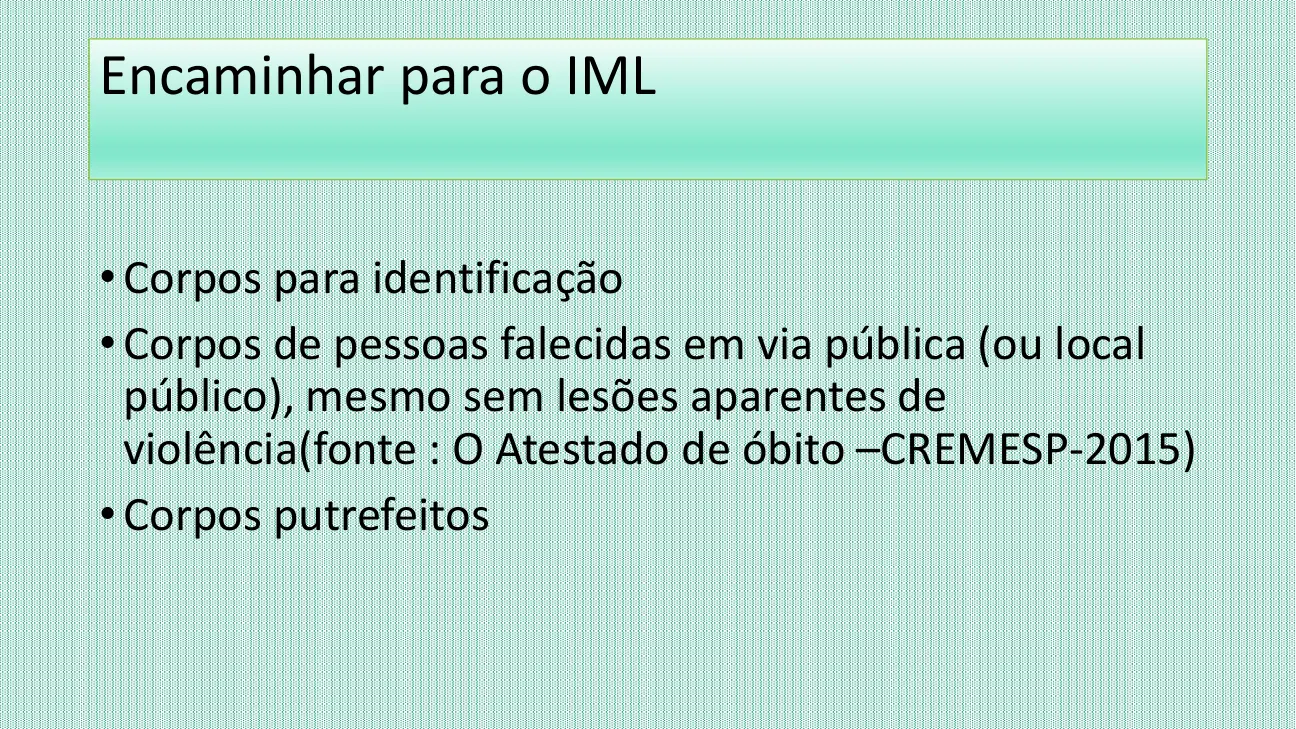 Encaminhar para o IML
• Corpos para identificação
• Corpos de pessoas falecidas em via pública (ou local
público), mesmo sem lesões aparentes de
violência(fonte : O Atestado de óbito –CREMESP-2015)
• Corpos putrefeitos